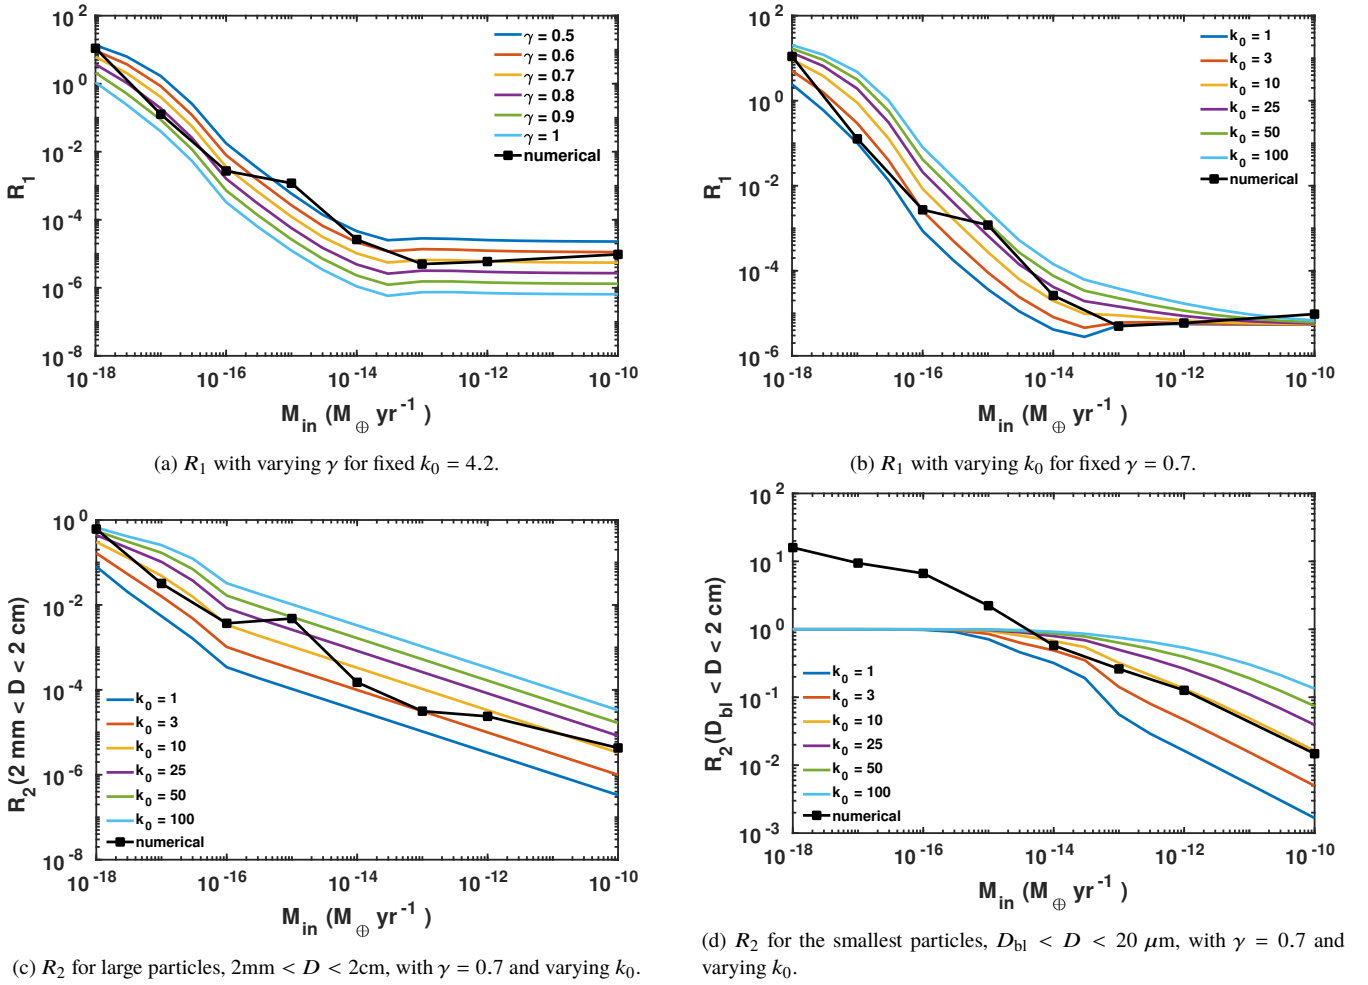 10^2
10^0
10^-2
10^-4
10^-6
10^-8
R_1
γ = 0.5
γ = 0.6
γ = 0.7
γ = 0.8
γ = 0.9
γ = 1
numerical
10^-18
10^-16
10^-14
10^-12
10^-10
M_in (M_⊕ yr^-1)
(a) R_1 with varying γ for fixed k_0 = 4.2.
10^2
10^0
10^-2
10^-4
10^-6
R_1
k_0 = 1
k_0 = 3
k_0 = 10
k_0 = 25
k_0 = 50
k_0 = 100
numerical
10^-18
10^-16
10^-14
10^-12
10^-10
M_in (M_⊕ yr^-1)
(b) R_1 with varying k_0 for fixed γ = 0.7.
10^0
10^-2
10^-4
10^-6
10^-8
R_2(2 mm < D < 2 cm)
k_0 = 1
k_0 = 3
k_0 = 10
k_0 = 25
k_0 = 50
k_0 = 100
numerical
10^-18
10^-16
10^-14
10^-12
10^-10
M_in (M_⊕ yr^-1)
(c) R_2 for large particles, 2mm < D < 2cm, with γ = 0.7 and varying k_0.
10^2
10^1
10^0
10^-1
10^-2
10^-3
R_2(D_bl < D < 2 cm)
k_0 = 1
k_0 = 3
k_0 = 10
k_0 = 25
k_0 = 50
k_0 = 100
numerical
10^-18
10^-16
10^-14
10^-12
10^-10
M_in (M_⊕ yr^-1)
(d) R_2 for the smallest particles, D_bl < D < 20 μm, with γ = 0.7 and
varying k_0.